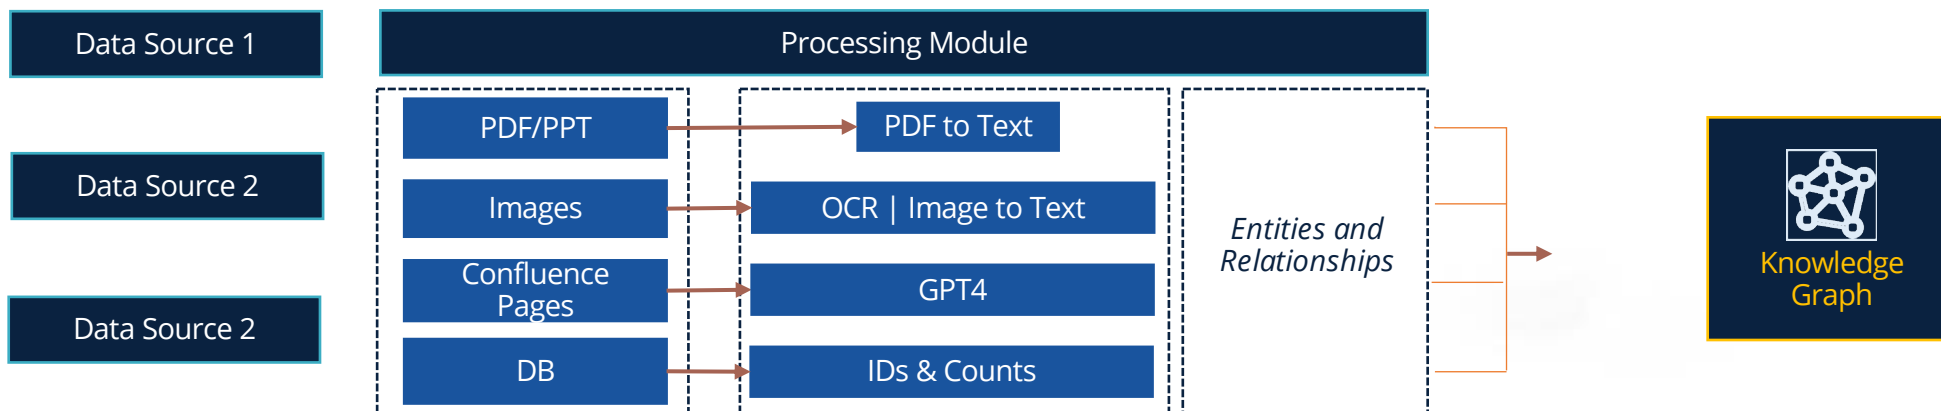 Data Source 1
Processing Module
PDF/PPT
PDF to Text
Data Source 2
Images
OCR | Image to Text
Entities and
Relationships
Confluence
Pages
GPT4
Knowledge
Graph
Data Source 2
DB
IDs & Counts